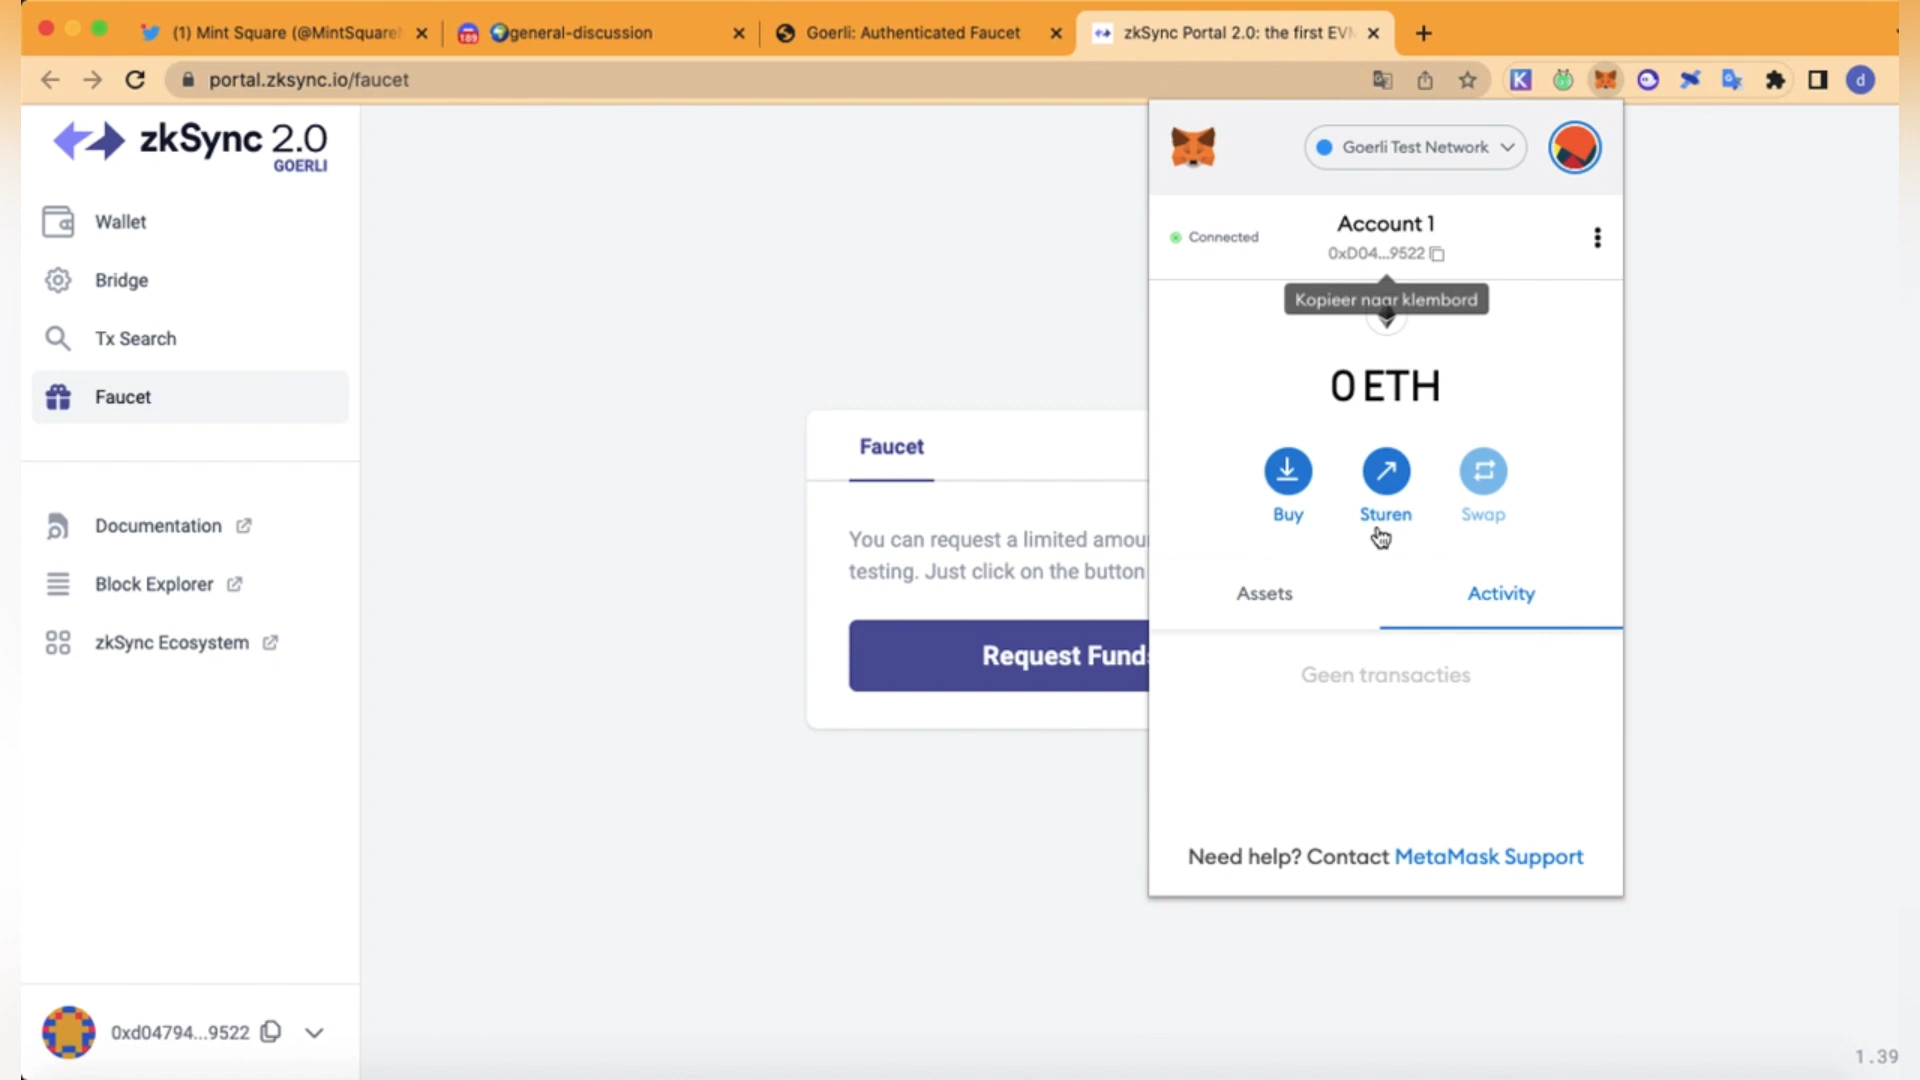 (1) Mint Square (@MintSquare
general-discussion
Goerli: Authenticated Faucet
zkSync Portal 2.0: the first EVM
portal.zksync.io/faucet
K
d
zkSync 2.0
GOERLI
Wallet
Bridge
Tx Search
Faucet
Documentation
Block Explorer
zkSync Ecosystem
0xd04794...9522
Faucet
You can request a limited amou
testing. Just click on the button
Request Funds
Goerli Test Network
Connected
Account 1
0xD04...9522
Kopieer naar klembord
0 ETH
Buy
Sturen
Swap
Assets
Activity
Geen transacties
Need help? Contact MetaMask Support
1.39